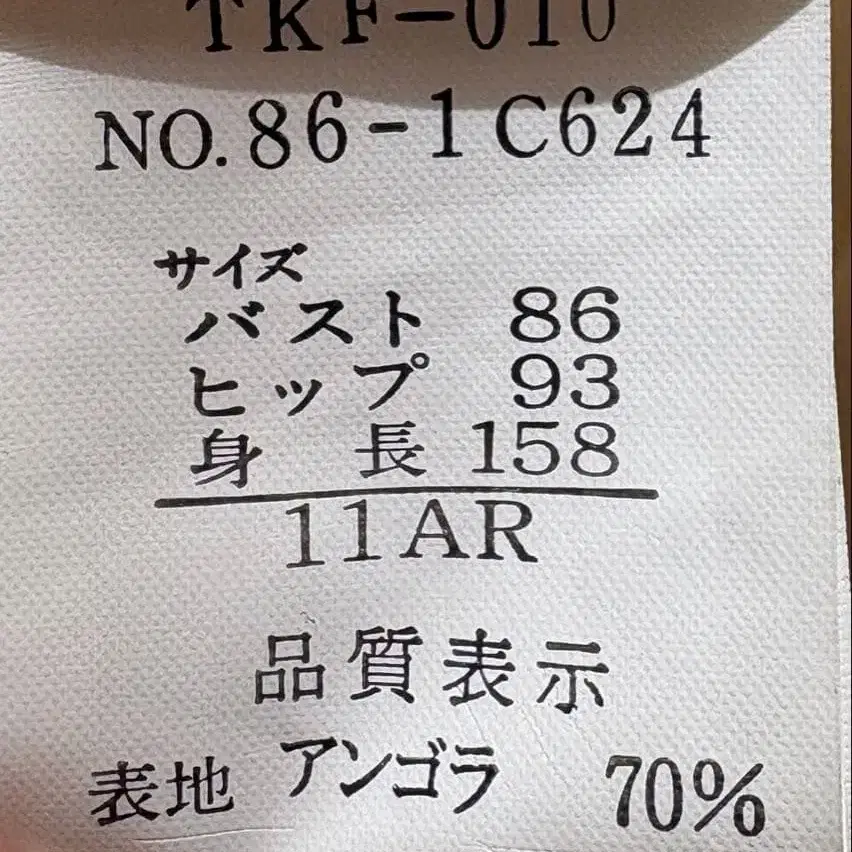 TKF-010
NO.86-1C624
サイズ
バスト 86
ヒップ 93
身長 158
11AR
品質表示
表地 アンゴラ 70%